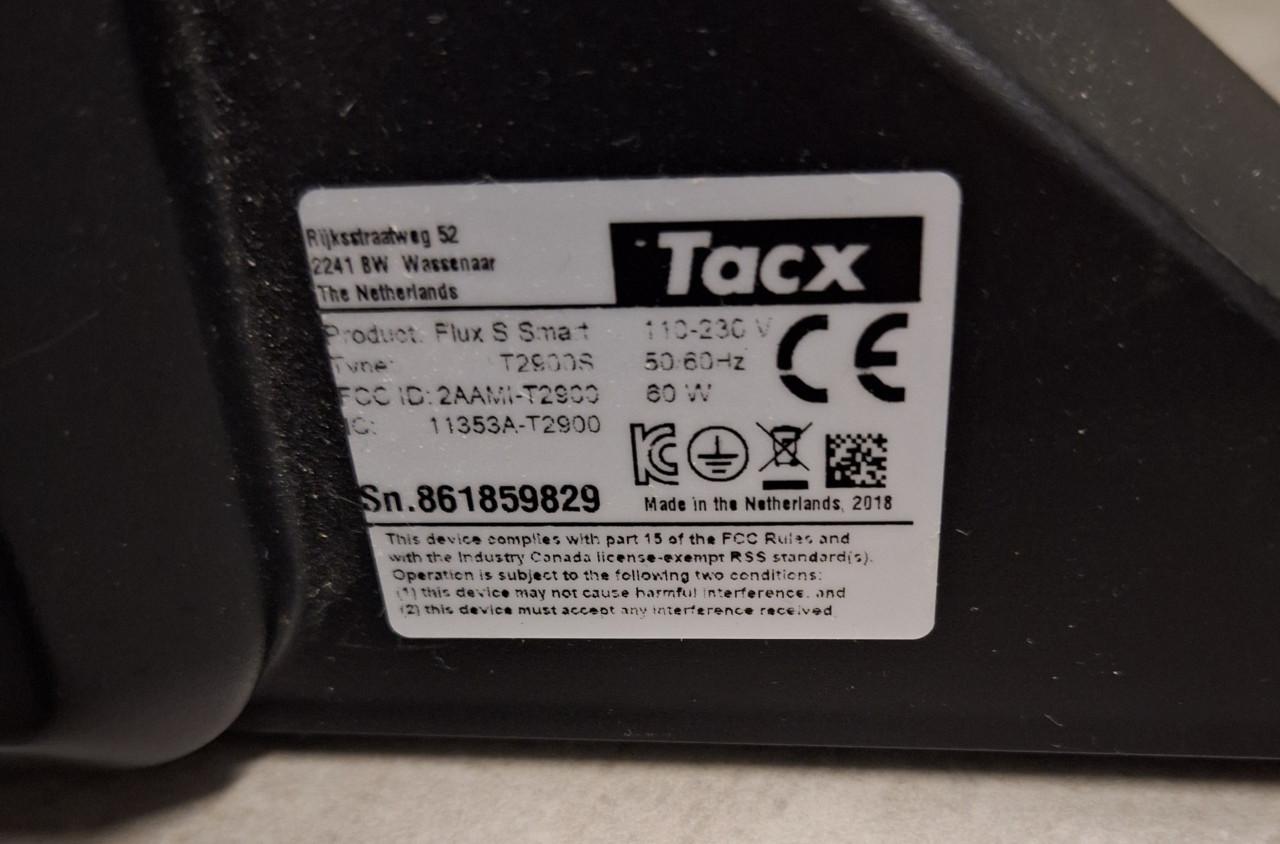 Rijksstraatweg 52
2241 BW Wassenaar
The Netherlands
Tacx
Product: Flux S Smart
Type: T2900S
FCC ID: 2AAMI-T2900
IC: 11353A-T2900
110-230 V
50/60Hz
60 W
CE
KC
Sn.861859829
Made in the Netherlands, 2018
This device complies with part 15 of the FCC Rules and
with the Industry Canada license-exempt RSS standard(s).
Operation is subject to the following two conditions:
(1) this device may not cause harmful interference, and
(2) this device must accept any interference received